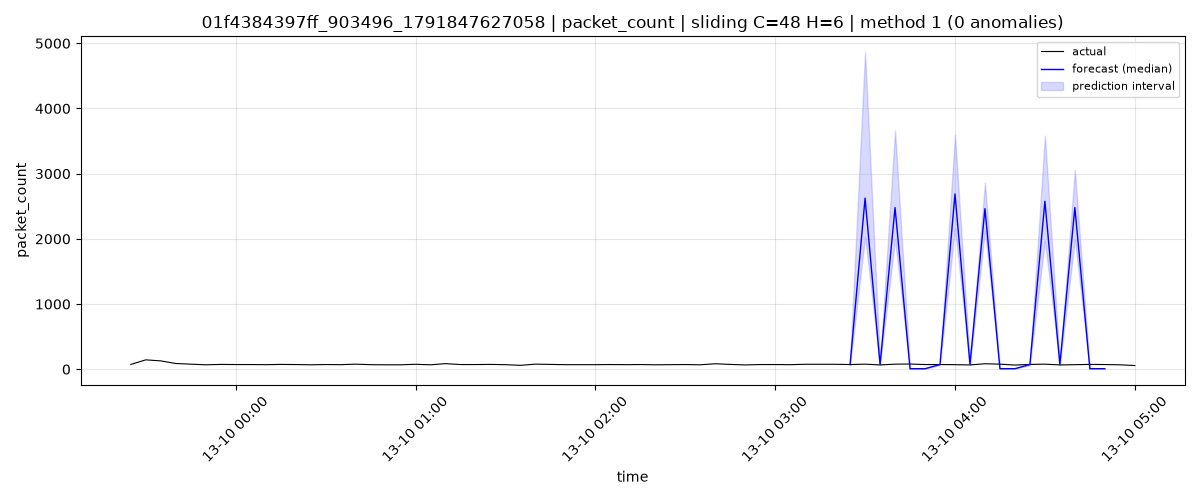 01f4384397ff_903496_1791847627058 | packet_count | sliding C=48 H=6 | method 1 (0 anomalies)
actual
forecast (median)
prediction interval
packet_count
5000
4000
3000
2000
1000
0
13-10 00:00
13-10 01:00
13-10 02:00
13-10 03:00
13-10 04:00
13-10 05:00
time